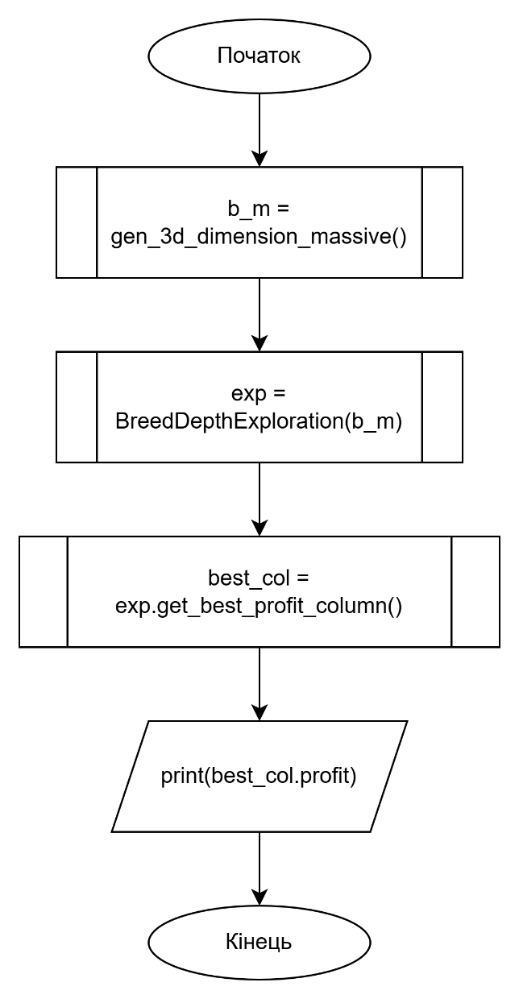 Початок
b_m =
gen_3d_dimension_massive()
exp =
BreedDepthExploration(b_m)
best_col =
exp.get_best_profit_column()
print(best_col.profit)
Кінець